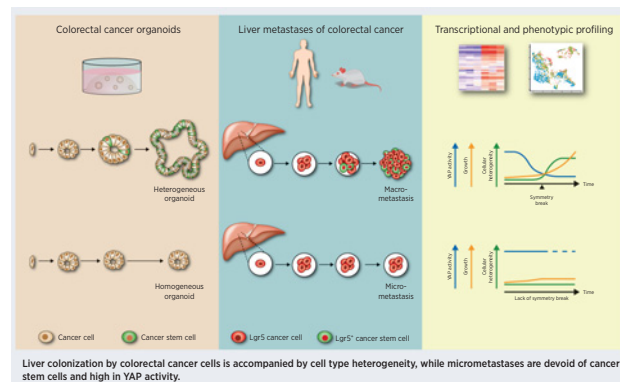 Colorectal cancer organoids
Liver metastases of colorectal cancer
Transcriptional and phenotypic profiling
Heterogeneous
organoid
Macro-
metastasis
YAP activity
Growth
Cellular
heterogeneity
Time
Symmetry
break
Homogeneous
organoid
Micro-
metastasis
YAP activity
Growth
Cellular
heterogeneity
Time
Lack of symmetry break
Cancer cell
Cancer stem cell
Lgr5 cancer cell
Lgr5⁺ cancer stem cell
Liver colonization by colorectal cancer cells is accompanied by cell type heterogeneity, while micrometastases are devoid of cancer
stem cells and high in YAP activity.